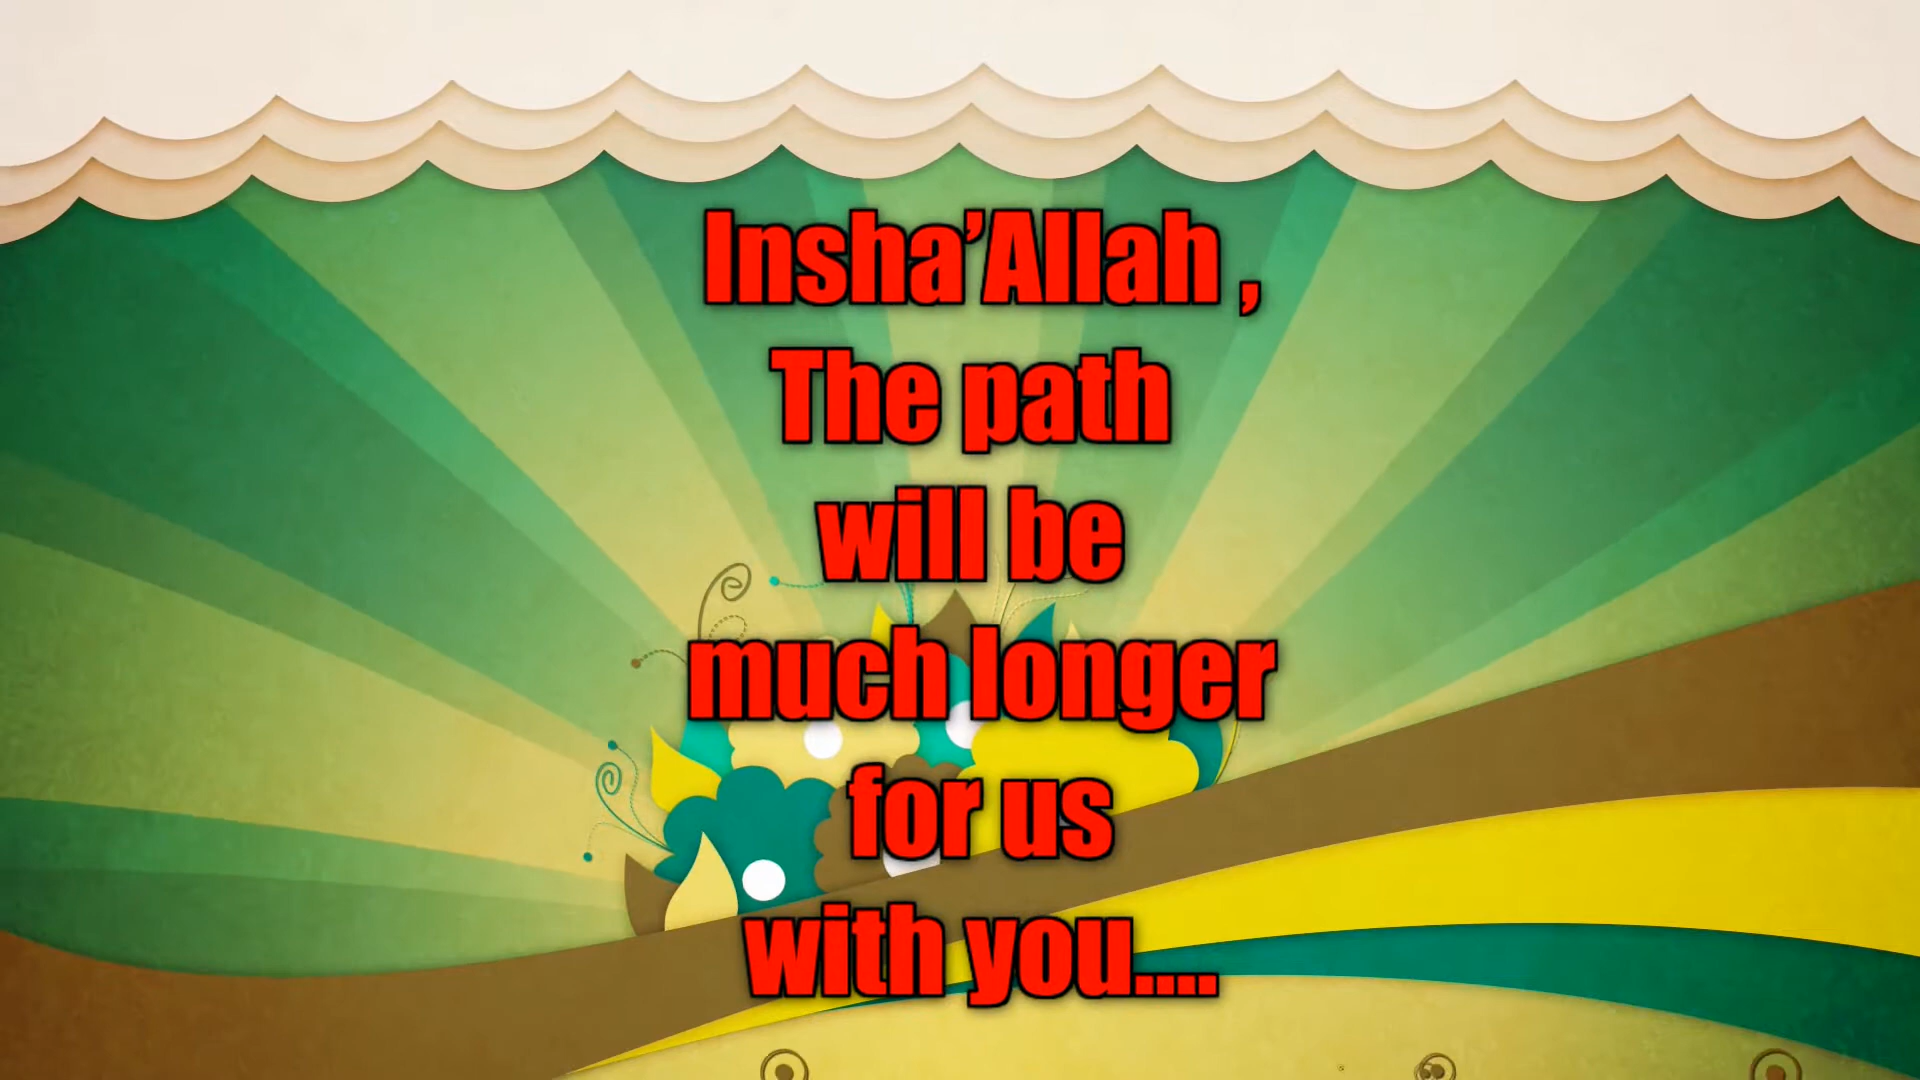 Insha’Allah ,
The path
will be
much longer
for us
with you....